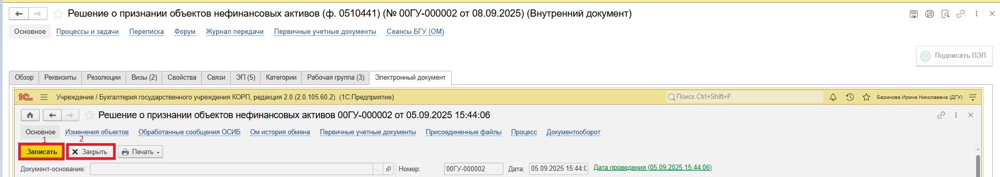 Решение о признании объектов нефинансовых активов (ф. 0510441) (№ 00ГУ-000002 от 08.09.2025) (Внутренний документ)
Основное Процессы и задачи Переписка Форум Журнал передачи Первичные учетные документы Сеансы БГУ (ОМ)
Подписать ПЭП
Обзор Реквизиты Резолюции Визы (2) Свойства Связи ЭП (5) Категории Рабочая группа (3) Электронный документ
1С Учреждение / Бухгалтерия государственного учреждения КОРП, редакция 2.0 (2.0.105.60.2) (1С:Предприятие) Поиск Ctrl+Shift+F Баринова Ирина Николаевна (ДГУ)
Решение о признании объектов нефинансовых активов 00ГУ-000002 от 05.09.2025 15:44:06
Основное Изменения объектов Обработанные сообщения ОСИБ Ом история обмена Первичные учетные документы Присоединенные файлы Процесс Документооборот
1 2
Записать Закрыть Печать
Документ-основание: ... Номер: 00ГУ-000002 Дата: 05.09.2025 15:44:0 Дата проведения (05.09.2025 15:44:06)